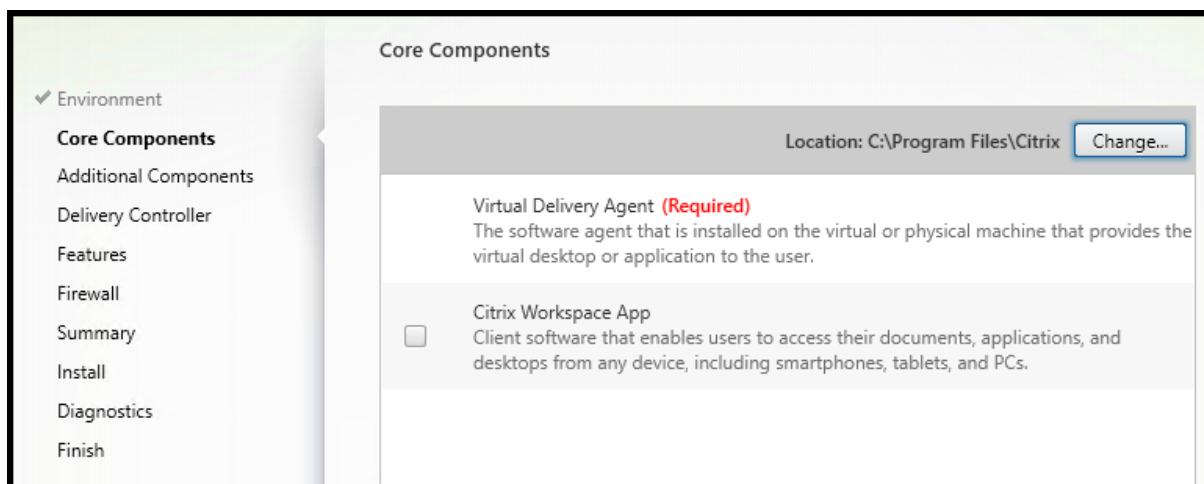 Core Components
Environment
Core Components
Additional Components
Delivery Controller
Features
Firewall
Summary
Install
Diagnostics
Finish
Location: C:\Program Files\Citrix Change...
Virtual Delivery Agent (Required)
The software agent that is installed on the virtual or physical machine that provides the
virtual desktop or application to the user.
Citrix Workspace App
Client software that enables users to access their documents, applications, and
desktops from any device, including smartphones, tablets, and PCs.